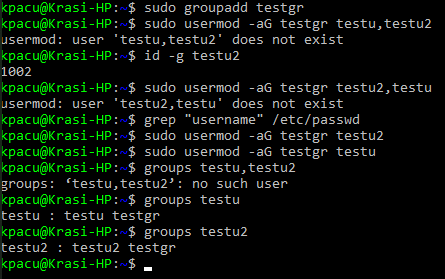 kpacu@Krasi-HP:~$ sudo groupadd testgr
kpacu@Krasi-HP:~$ sudo usermod -aG testgr testu,testu2
usermod: user 'testu,testu2' does not exist
kpacu@Krasi-HP:~$ id -g testu2
1002
kpacu@Krasi-HP:~$ sudo usermod -aG testgr testu2,testu
usermod: user 'testu2,testu' does not exist
kpacu@Krasi-HP:~$ grep "username" /etc/passwd
kpacu@Krasi-HP:~$ sudo usermod -aG testgr testu2
kpacu@Krasi-HP:~$ sudo usermod -aG testgr testu
kpacu@Krasi-HP:~$ groups testu,testu2
groups: ‘testu,testu2’: no such user
kpacu@Krasi-HP:~$ groups testu
testu : testu testgr
kpacu@Krasi-HP:~$ groups testu2
testu2 : testu2 testgr
kpacu@Krasi-HP:~$